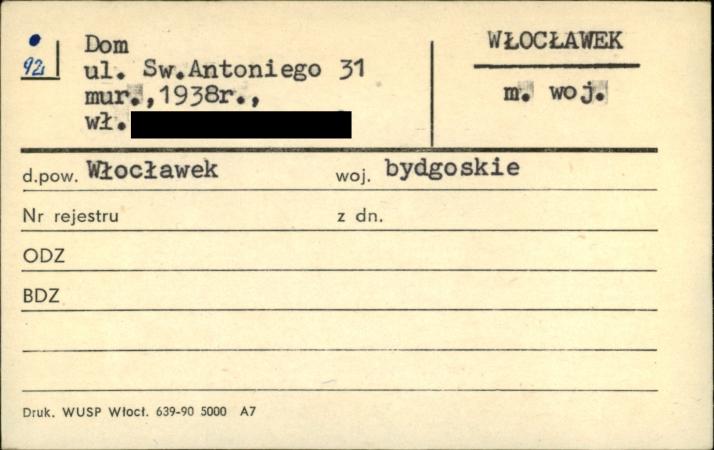 92
Dom
ul. Sw.Antoniego 31
mur.,1938r.,
wł.
WŁOCŁAWEK
m. woj.
d.pow. Włocławek woj. bydgoskie
Nr rejestru z dn.
ODZ
BDZ
Druk. WUSP Włocł. 639-90 5000 A7